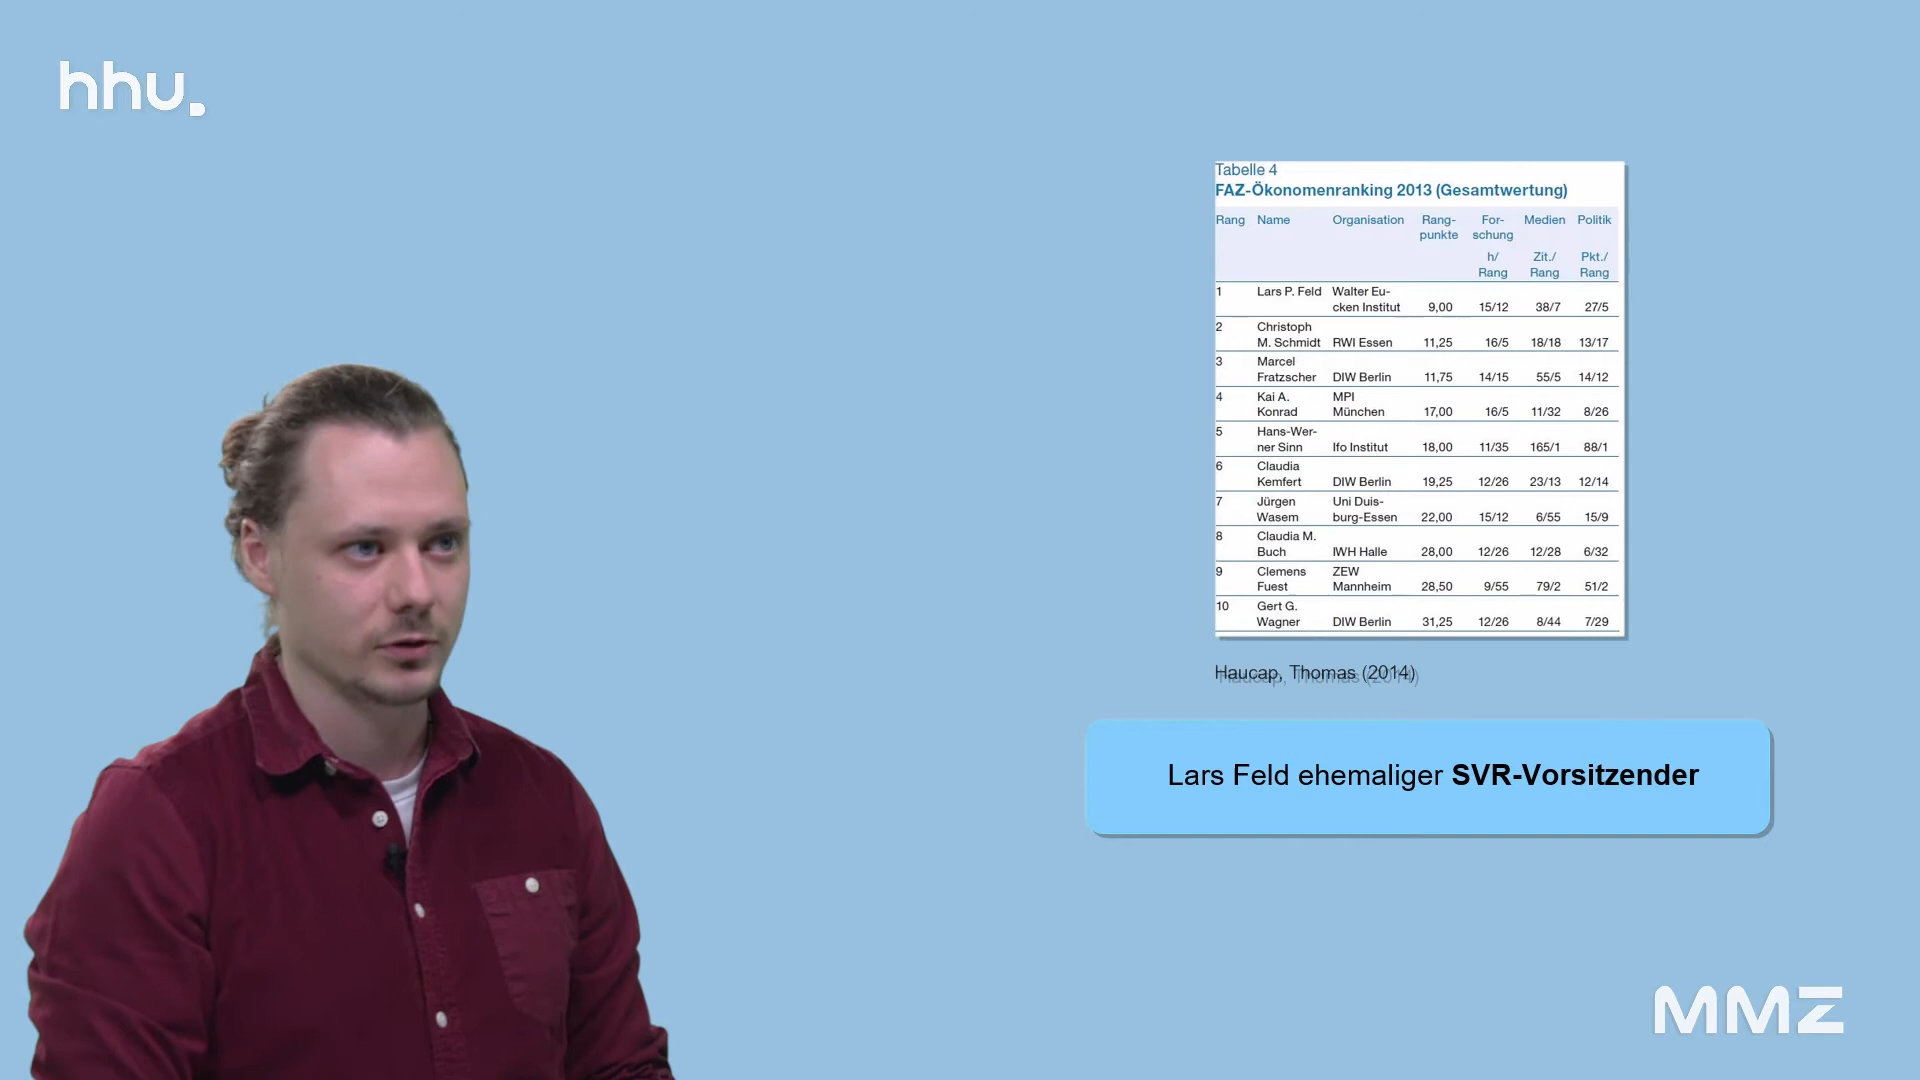 hhu.
Tabelle 4
FAZ-Ökonomenranking 2013 (Gesamtwertung)
Rang Name Organisation Rang- For- Medien Politik
punkte schung
h/ Zit./ Pkt./
Rang Rang Rang
1 Lars P. Feld Walter Eu-
cken Institut 9,00 15/12 38/7 27/5
2 Christoph
M. Schmidt RWI Essen 11,25 16/5 18/18 13/17
3 Marcel
Fratzscher DIW Berlin 11,75 14/15 55/5 14/12
4 Kai A. MPI
Konrad München 17,00 16/5 11/32 8/26
5 Hans-Wer-
ner Sinn Ifo Institut 18,00 11/35 165/1 88/1
6 Claudia
Kemfert DIW Berlin 19,25 12/26 23/13 12/14
7 Jürgen Uni Duis-
Wasem burg-Essen 22,00 15/12 6/55 15/9
8 Claudia M.
Buch IWH Halle 28,00 12/26 12/28 6/32
9 Clemens ZEW
Fuest Mannheim 28,50 9/55 79/2 51/2
10 Gert G.
Wagner DIW Berlin 31,25 12/26 8/44 7/29
Haucap, Thomas (2014)
Lars Feld ehemaliger SVR-Vorsitzender
MMZ